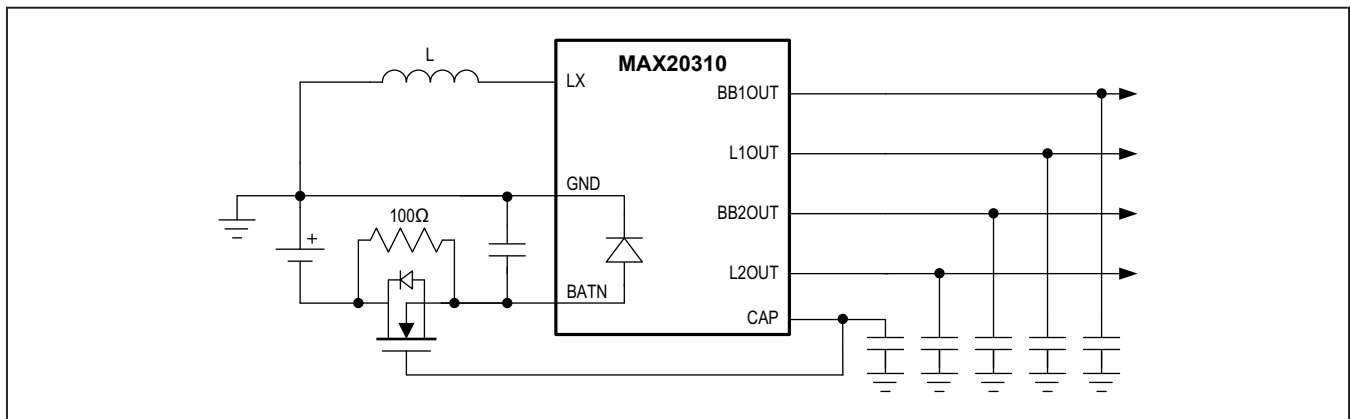 L
MAX20310
LX
BB1OUT
L1OUT
GND
100Ω
BB2OUT
+
L2OUT
BATN
CAP